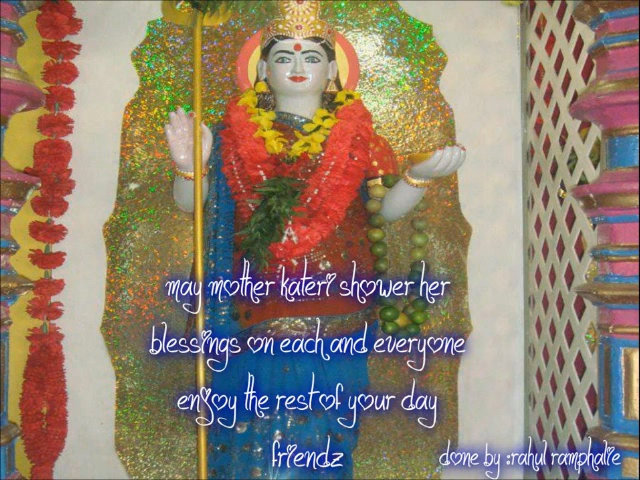 may mother kateri shower her
blessings on each and everyone
enjoy the rest of your day
friendz
done by :rahul ramphalie